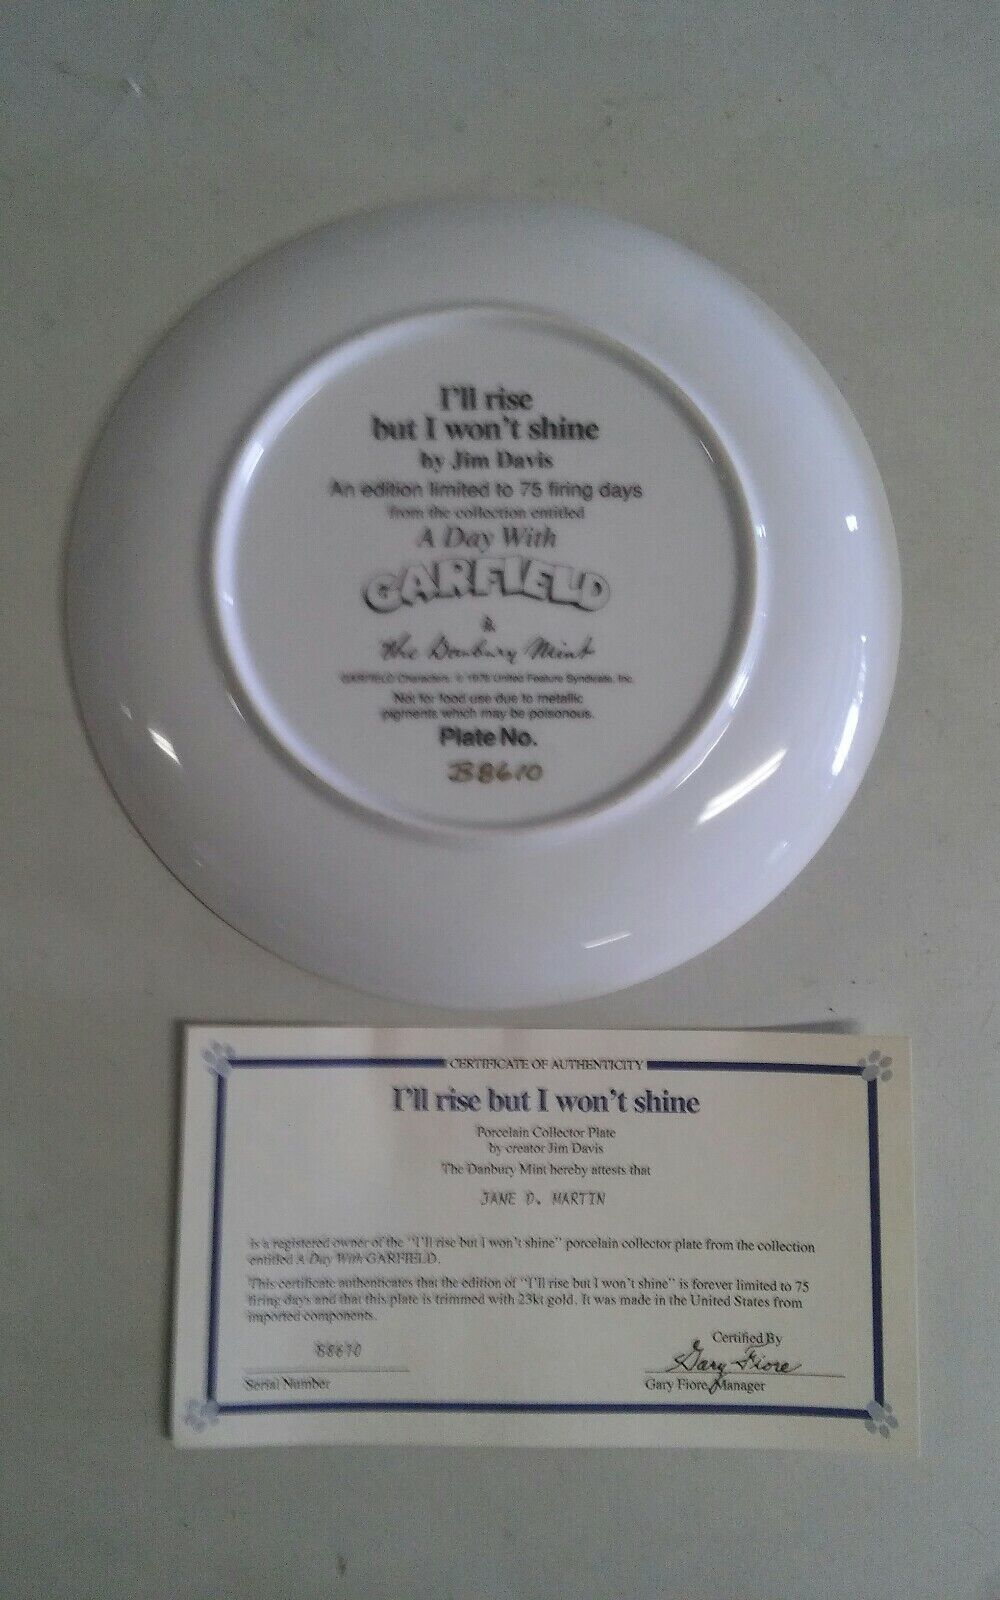 I'll rise
but I won't shine
by Jim Davis
An edition limited to 75 firing days
from the collection entitled
A Day With
GARFIELD
&
The Danbury Mint
GARFIELD Characters: © 1978 United Feature Syndicate, Inc.
Not for food use due to metallic
pigments which may be poisonous.
Plate No.
B8610
CERTIFICATE OF AUTHENTICITY
I'll rise but I won't shine
Porcelain Collector Plate
by creator Jim Davis
The Danbury Mint hereby attests that
JANE D. MARTIN
is a registered owner of the "I'll rise but I won't shine" porcelain collector plate from the collection
entitled A Day With GARFIELD.
This certificate authenticates that the edition of "I'll rise but I won't shine" is forever limited to 75
firing days and that this plate is trimmed with 23kt gold. It was made in the United States from
imported components.
B8610
Serial Number
Certified By
Gary Fiore
Gary Fiore, Manager